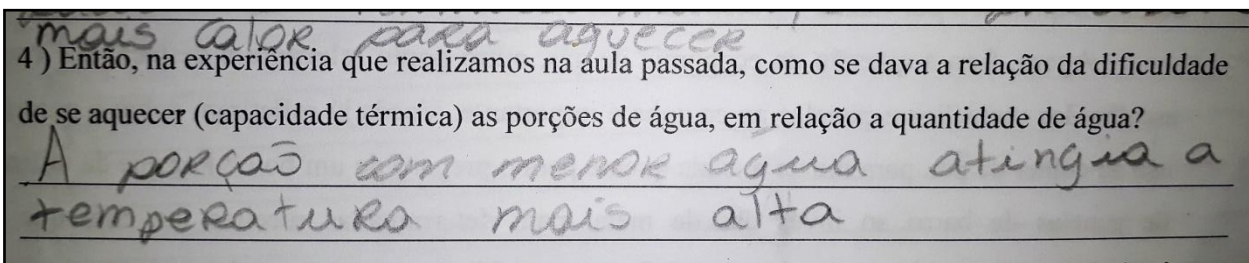 mais calor para aquecer
4 ) Então, na experiência que realizamos na aula passada, como se dava a relação da dificuldade
de se aquecer (capacidade térmica) as porções de água, em relação a quantidade de água?
A porção com menor água atingia a
temperatura mais alta